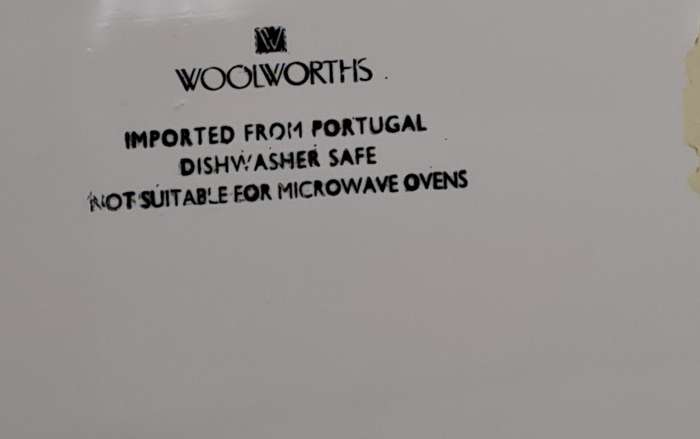 W
WOOLWORTHS
IMPORTED FROM PORTUGAL
DISHWASHER SAFE
NOT SUITABLE FOR MICROWAVE OVENS